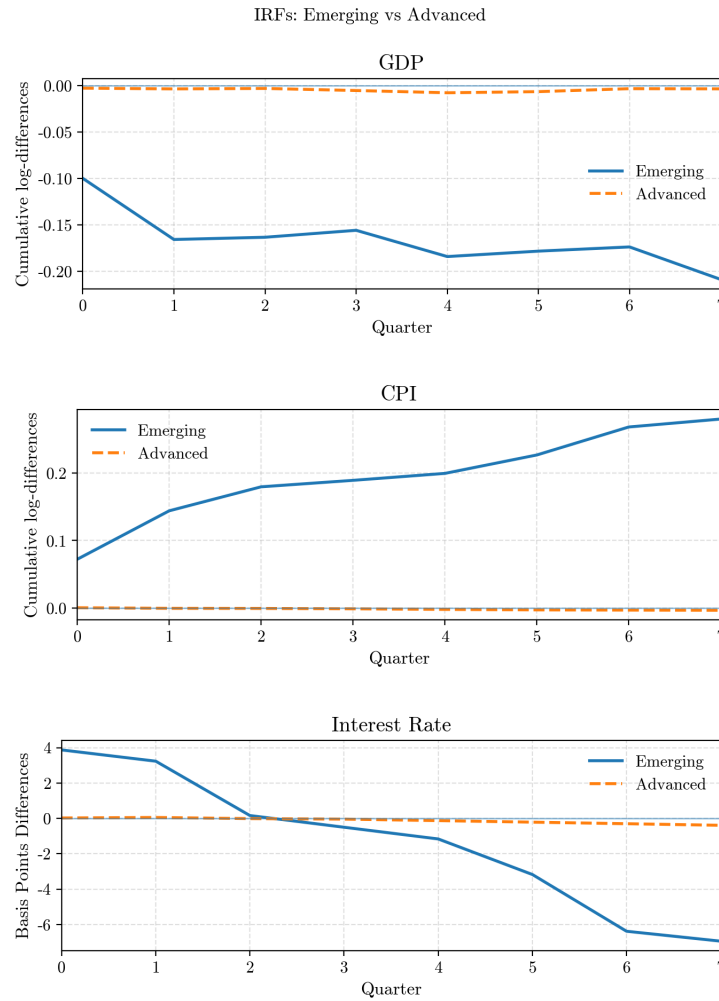 IRFs: Emerging vs Advanced
GDP
Cumulative log-differences
0.00
-0.05
-0.10
-0.15
-0.20
Emerging
Advanced
0 1 2 3 4 5 6 7
Quarter
CPI
Cumulative log-differences
0.2
0.1
0.0
Emerging
Advanced
0 1 2 3 4 5 6 7
Quarter
Interest Rate
Basis Points Differences
4
2
0
-2
-4
-6
Emerging
Advanced
0 1 2 3 4 5 6 7
Quarter